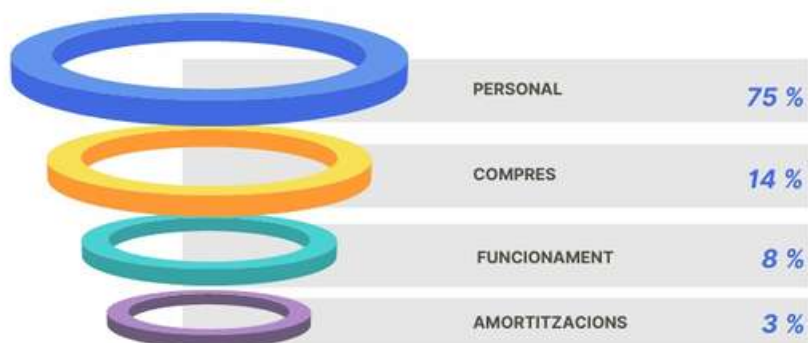 PERSONAL 75 %
COMPRES 14 %
FUNCIONAMENT 8 %
AMORTITZACIONS 3 %